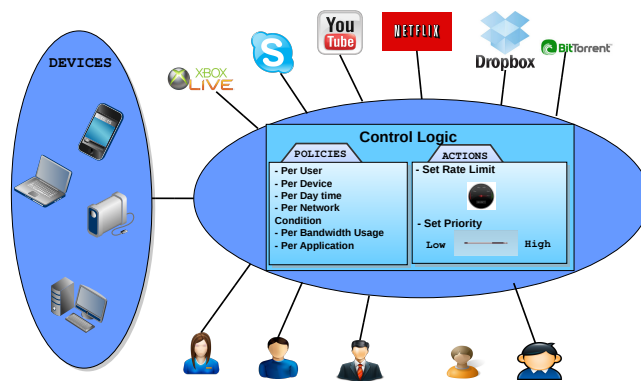 DEVICES
XBOX
LIVE
You
Tube
NETFLIX
Dropbox
BitTorrent
Control Logic
POLICIES
- Per User
- Per Device
- Per Day time
- Per Network
Condition
- Per Bandwidth Usage
- Per Application
ACTIONS
- Set Rate Limit
- Set Priority
Low
High